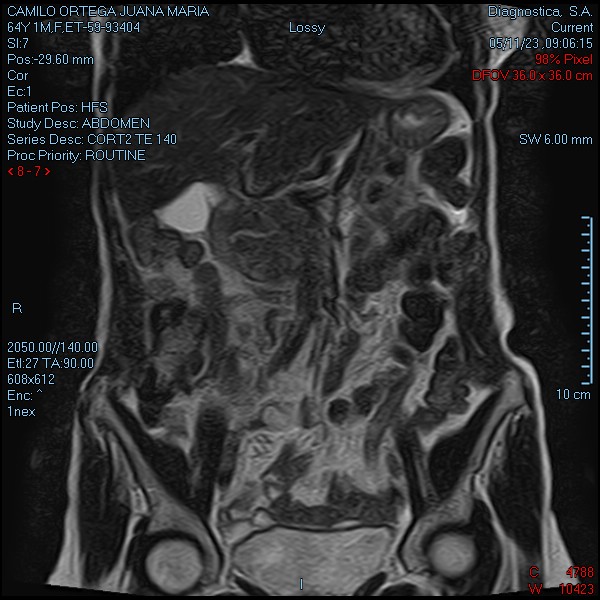 CAMILO ORTEGA JUANA MARIA
64Y 1M,F,ET-59-93404
Sl:7
Pos:-29.60 mm
Cor
Ec:1
Patient Pos: HFS
Study Desc: ABDOMEN
Series Desc: CORT2 TE 140
Proc Priority: ROUTINE
< 8 - 7 >
Lossy
Diagnostica, S.A.
Current
05/11/23 ,09:06:15
98% Pixel
DFOV 36.0 x 36.0 cm
SW 6.00 mm
R
2050.00//140.00
Etl:27 TA:90.00
608x612
Enc: ^
1nex
10 cm
I
C 4788
W 10423